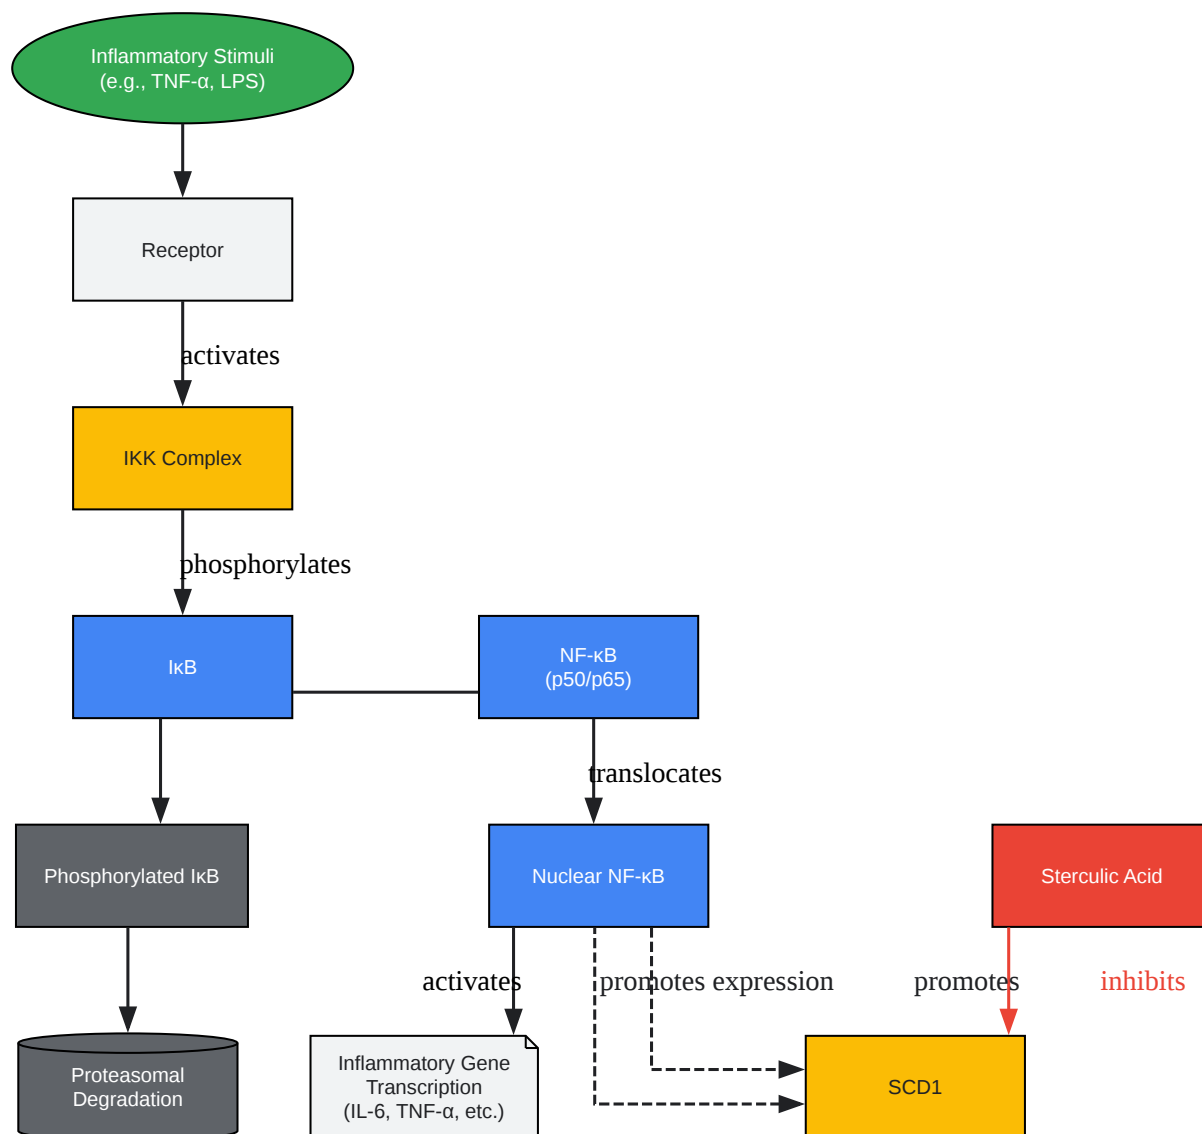 Inflammatory Stimuli
(e.g., TNF-α, LPS)
Receptor
activates
IKK Complex
phosphorylates
IκB
NF-κB
(p50/p65)
translocates
Phosphorylated IκB
Nuclear NF-κB
Sterculic Acid
activates
promotes expression
promotes
inhibits
Proteasomal
Degradation
Inflammatory Gene
Transcription
(IL-6, TNF-α, etc.)
SCD1